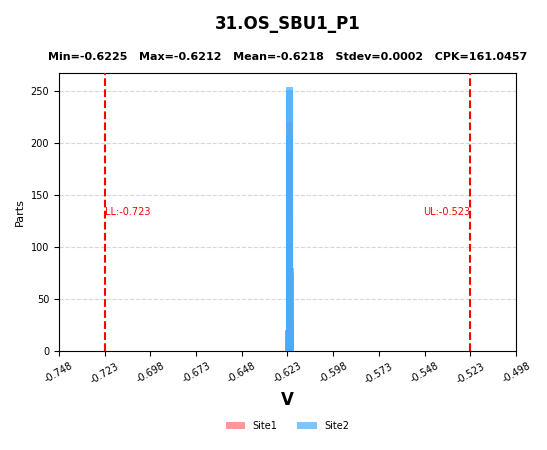 31.OS_SBU1_P1
Min=-0.6225 Max=-0.6212 Mean=-0.6218 Stdev=0.0002 CPK=161.0457
250
200
150
100
50
0
Parts
LL:-0.723
UL:-0.523
-0.748 -0.723 -0.698 -0.673 -0.648 -0.623 -0.598 -0.573 -0.548 -0.523 -0.498
V
Site1 Site2